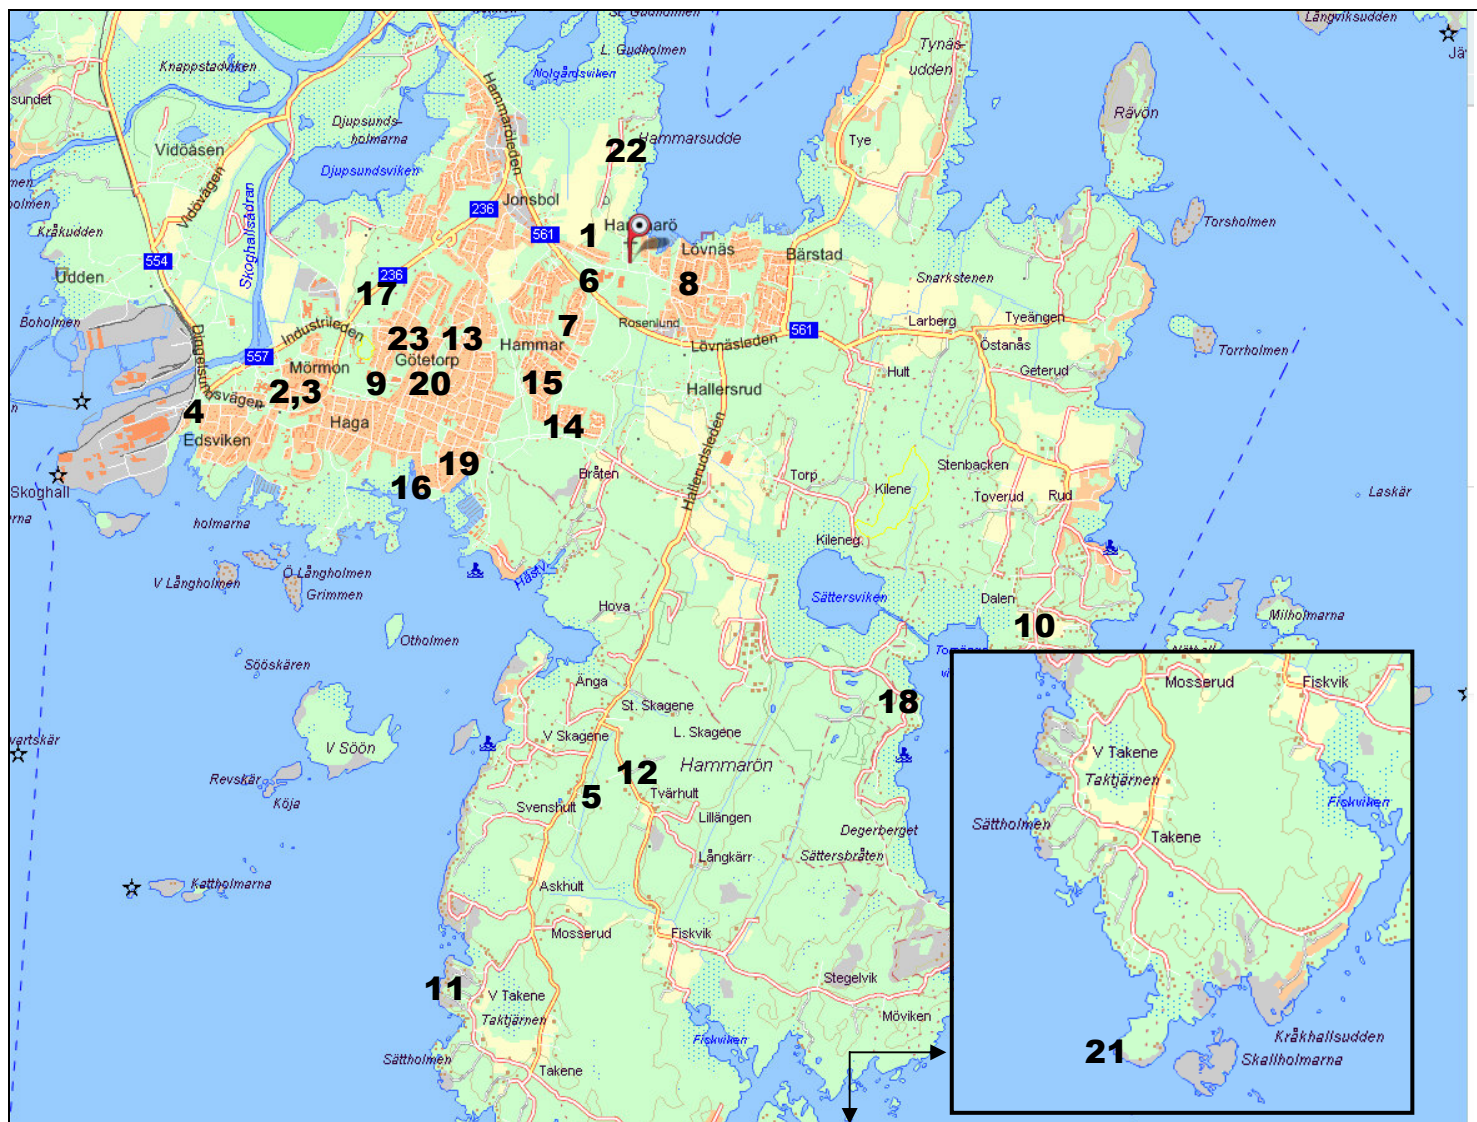 Långviksudden
L. Gudholmen
Knappstadviken
Nolgårdsviken
Tynäs-
udden
sundet
Hammaröleden
Rävön
Djupsunds-
holmarna
Hammarsudde
22
Tye
Vidöåsen
Djupsundsviken
Vidövägen
Jonsbol
236
Torsholmen
Kråkudden
Skoghallsådran
561
1
Hammarö
Lövnäs
Bärstad
554
Udden
236
6
8
Snarkstenen
17
Boholmen
Industrileden
Rosenlund
7
Larberg
Tyeängen
561
23
13
Hammar
Lövnäsleden
Östanås
Torrholmen
557
Mörmon
Götetorp
Hult
Geterud
2,3
9
20
15
Hallersrud
4
Haga
14
Edsviken
Hallerudsleden
19
Bråten
Torp
Stenbacken
16
Kilene
Toverud
Rud
Laskär
Skoghall
holmarna
Kileneg.
V Långholmen
Ö Långholmen
Grimmen
Hästv.
Sättersviken
Dalen
Hova
10
Milholmarna
Otholmen
Sööskären
Änga
St. Skagene
18
Mosserud
Fiskvik
V Söön
V Skagene
L. Skagene
Hammarön
V Takene
Taktjärnen
Revskär
Köja
12
5
Svenshult
Tvärhult
Lillängen
Fiskviken
Degerberget
Sättholmen
Takene
Långkärr
Sättersbråten
Kattholmarna
Askhult
Mosserud
Fiskvik
Stegelvik
11
V Takene
Taktjärnen
Möviken
Kråkhallsudden
Fiskviken
21
Skallholmarna
Sättholmen
Takene